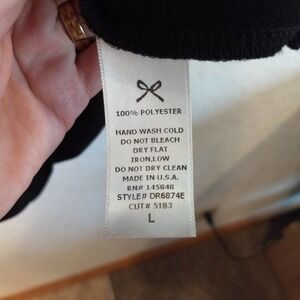 100% POLYESTER
HAND WASH COLD
DO NOT BLEACH
DRY FLAT
IRON,LOW
DO NOT DRY CLEAN
MADE IN U.S.A.
RN# 145848
STYLE# DR6874E
CUT# 5183
L